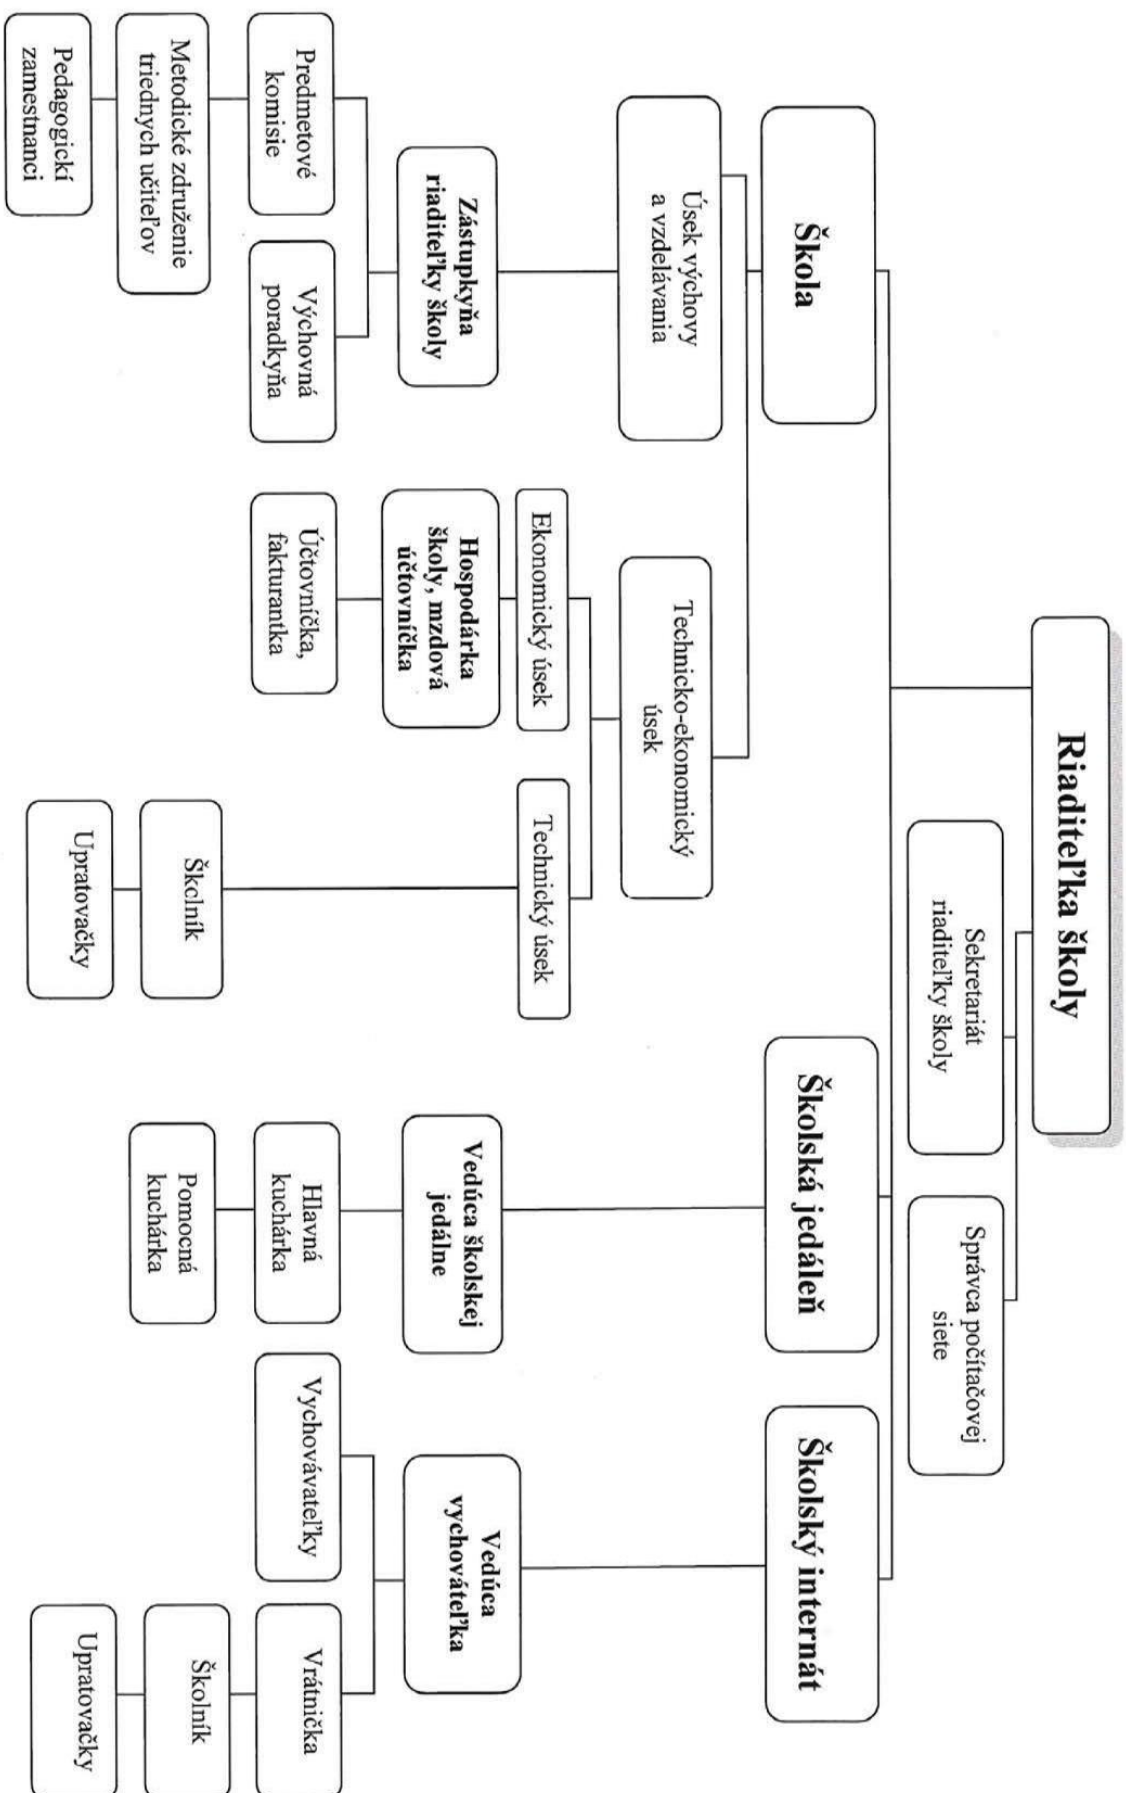 Riaditeľka školy
Sekretariát
riaditeľky školy
Správca počítačovej
siete
Škola
Školská jedáleň
Školský internát
Úsek výchovy
a vzdelávania
Technicko-ekonomický
úsek
Ekonomický úsek
Technický úsek
Zástupkyňa
riaditeľky školy
Hospodárka
školy, mzdová
účtovníčka
Vedúca školskej
jedálne
Vedúca
vychováteľka
Predmetové
komisie
Výchovná
poradkyňa
Účtovníčka,
fakturantka
Hlavná
kuchárka
Vychovávateľky
Vrátnička
Metodické združenie
triednych učiteľov
Školník
Pomocná
kuchárka
Školník
Pedagogickí
zamestnanci
Upratovačky
Upratovačky